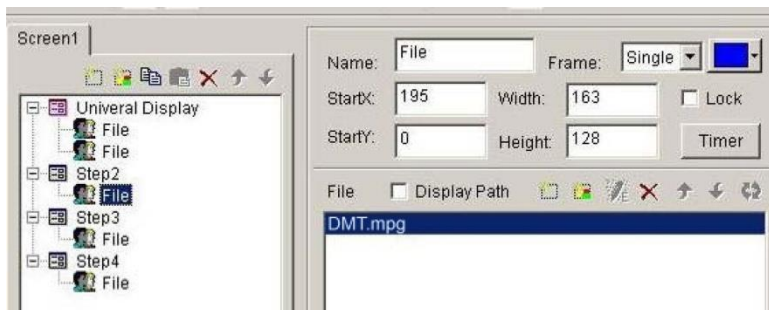 Screen1
Univeral Display
File
File
Step2
File
Step3
File
Step4
File
Name: File Frame: Single
StartX: 195 Width: 163 Lock
StartY: 0 Height: 128 Timer
File Display Path
DMT.mpg